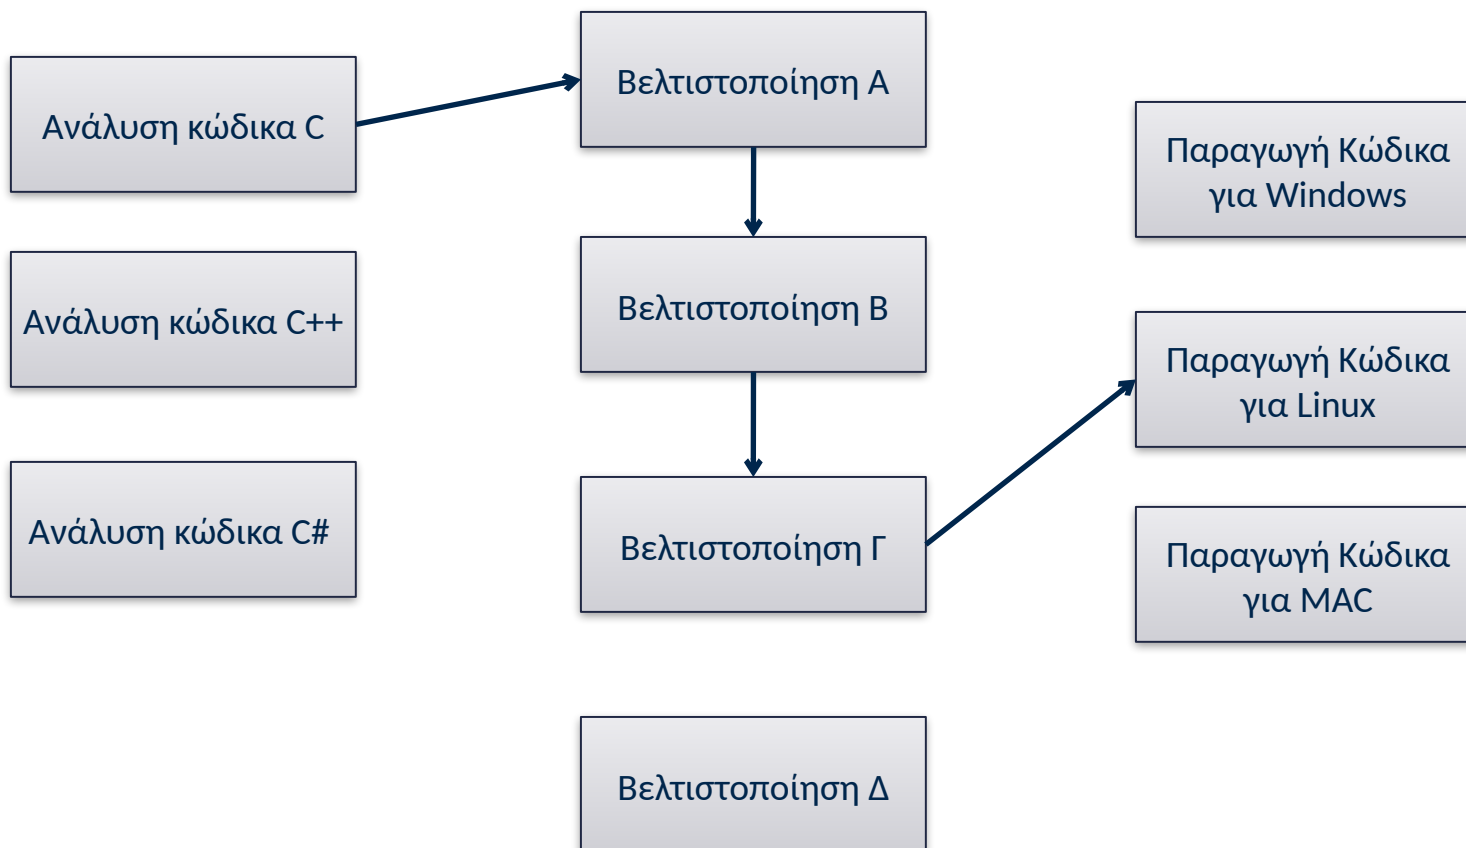 Ανάλυση κώδικα C
Ανάλυση κώδικα C++
Ανάλυση κώδικα C#
Βελτιστοποίηση Α
Βελτιστοποίηση Β
Βελτιστοποίηση Γ
Βελτιστοποίηση Δ
Παραγωγή Κώδικα
για Windows
Παραγωγή Κώδικα
για Linux
Παραγωγή Κώδικα
για MAC